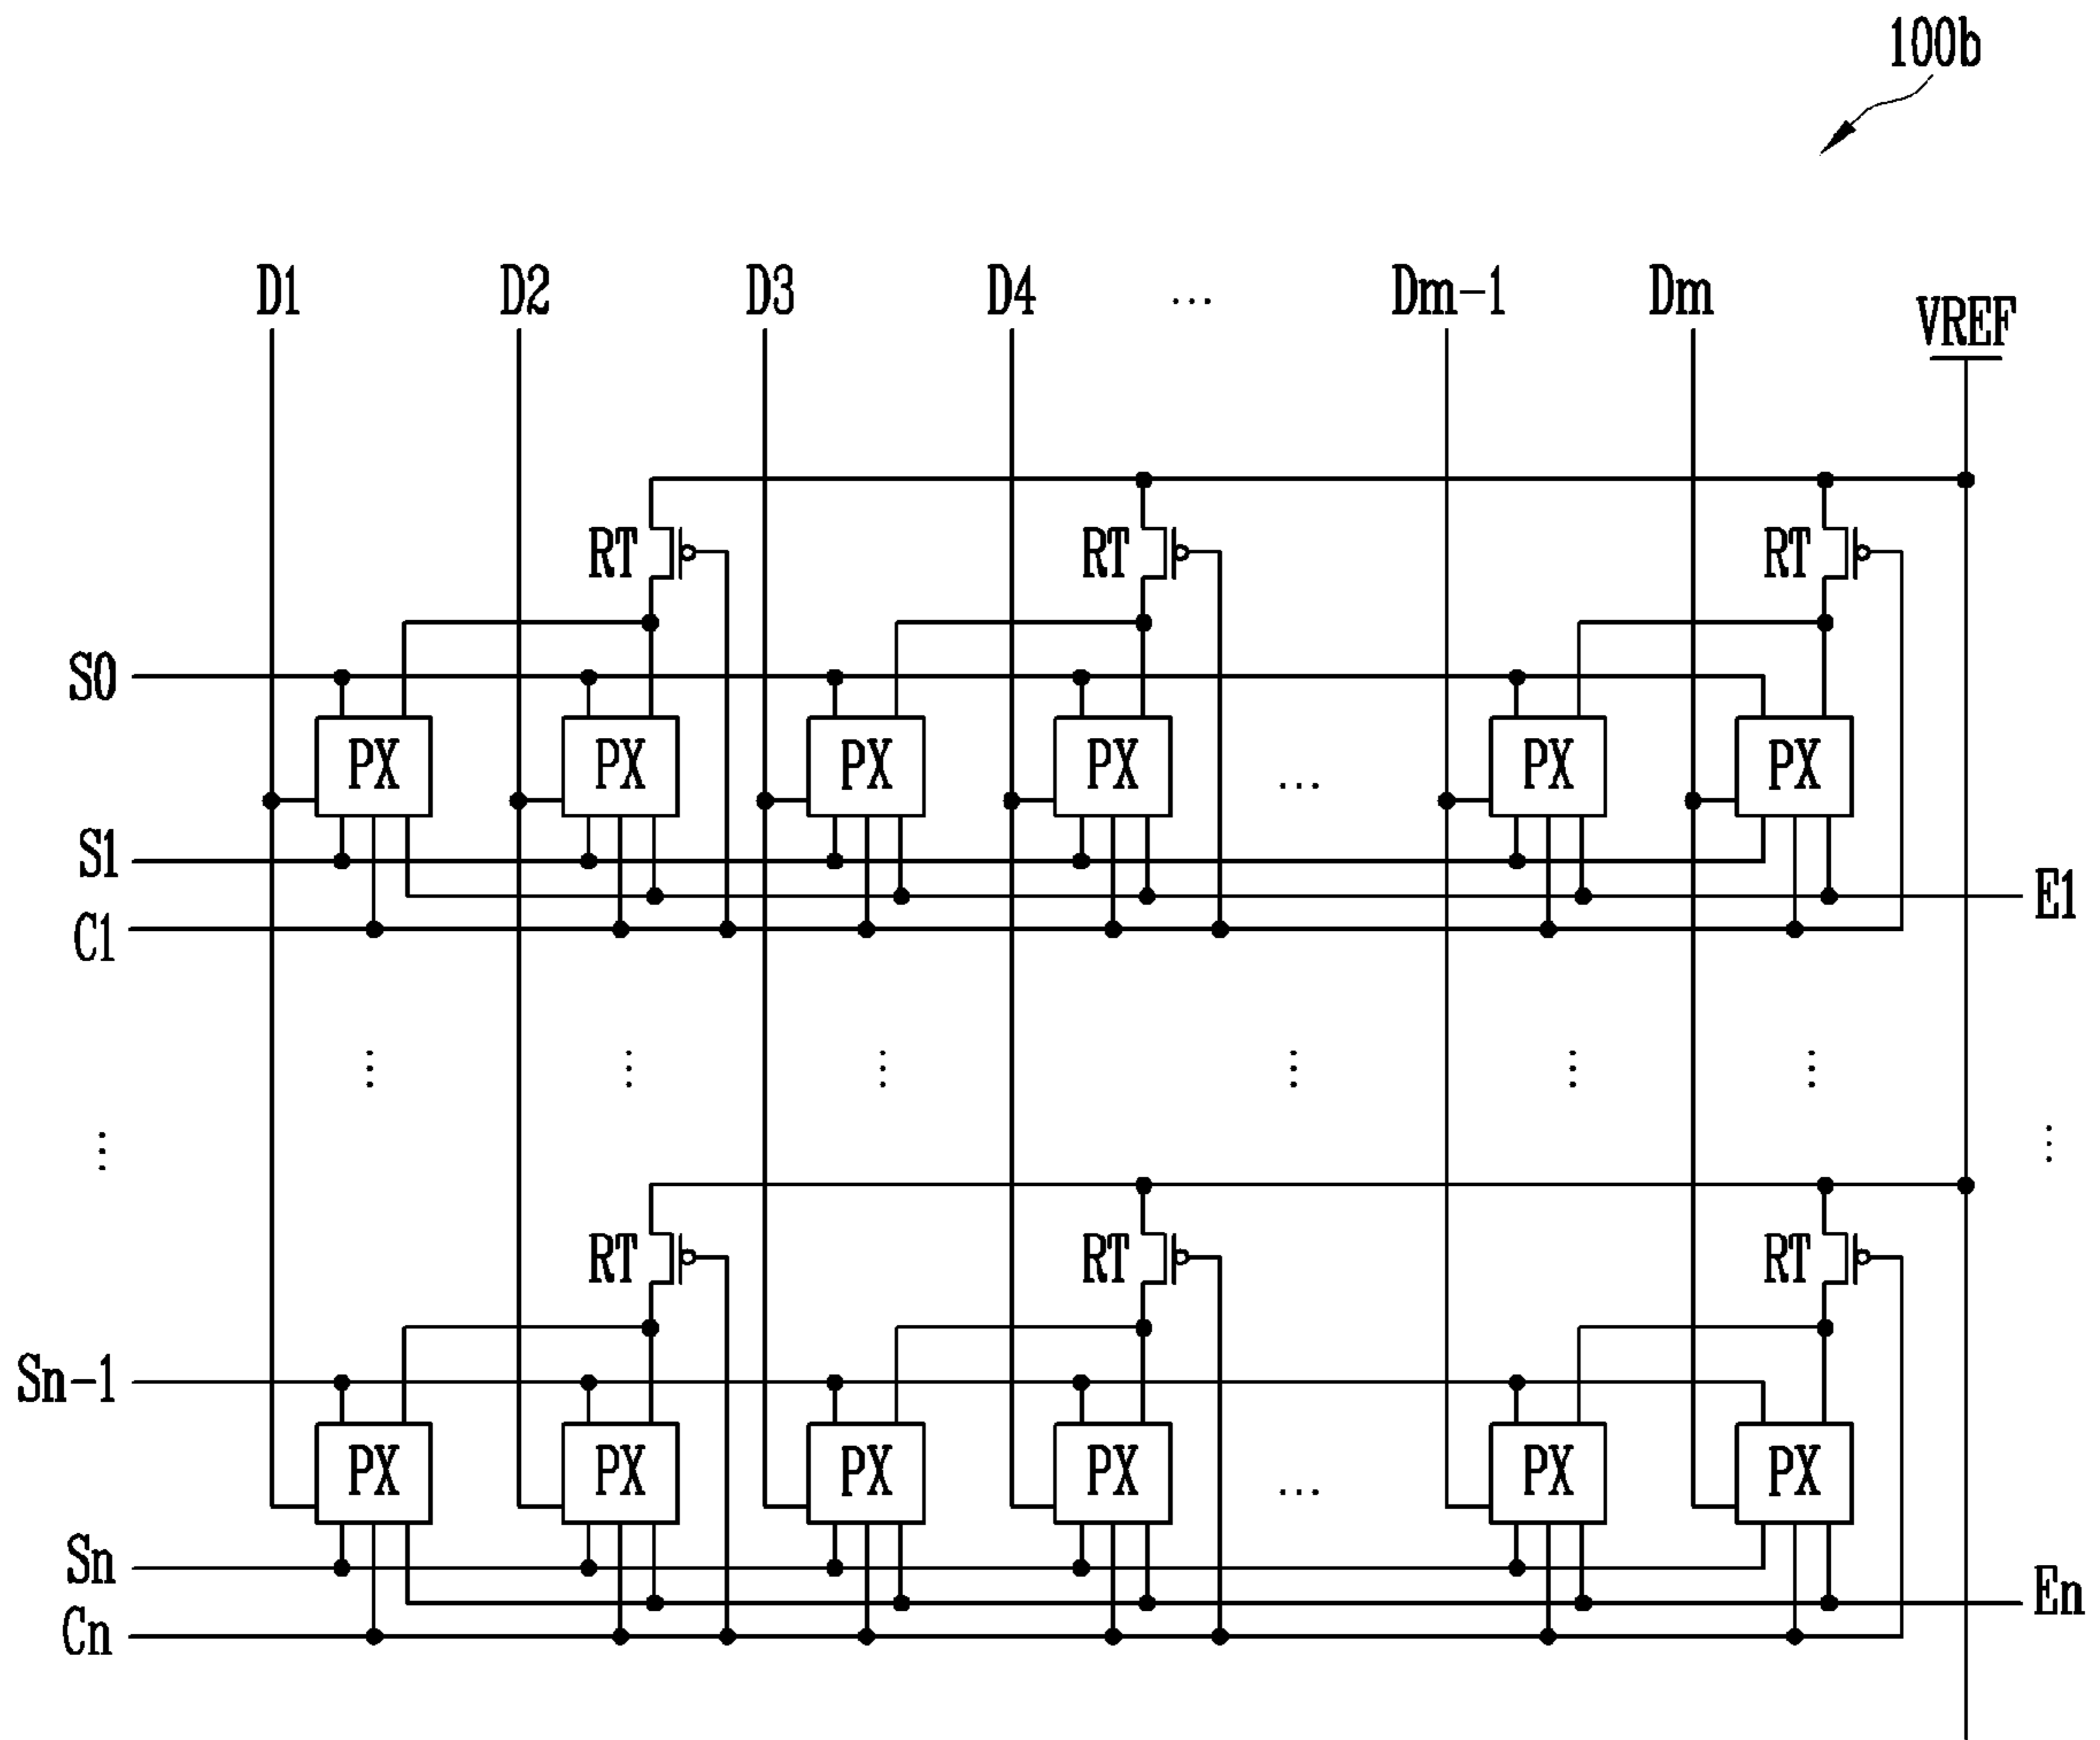 100b
D1 D2 D3 D4 ... Dm-1 Dm VREF
RT RT RT
S0
PX PX PX PX ... PX PX
S1
E1
C1
RT RT RT
Sn-1
PX PX PX PX ... PX PX
Sn
En
Cn